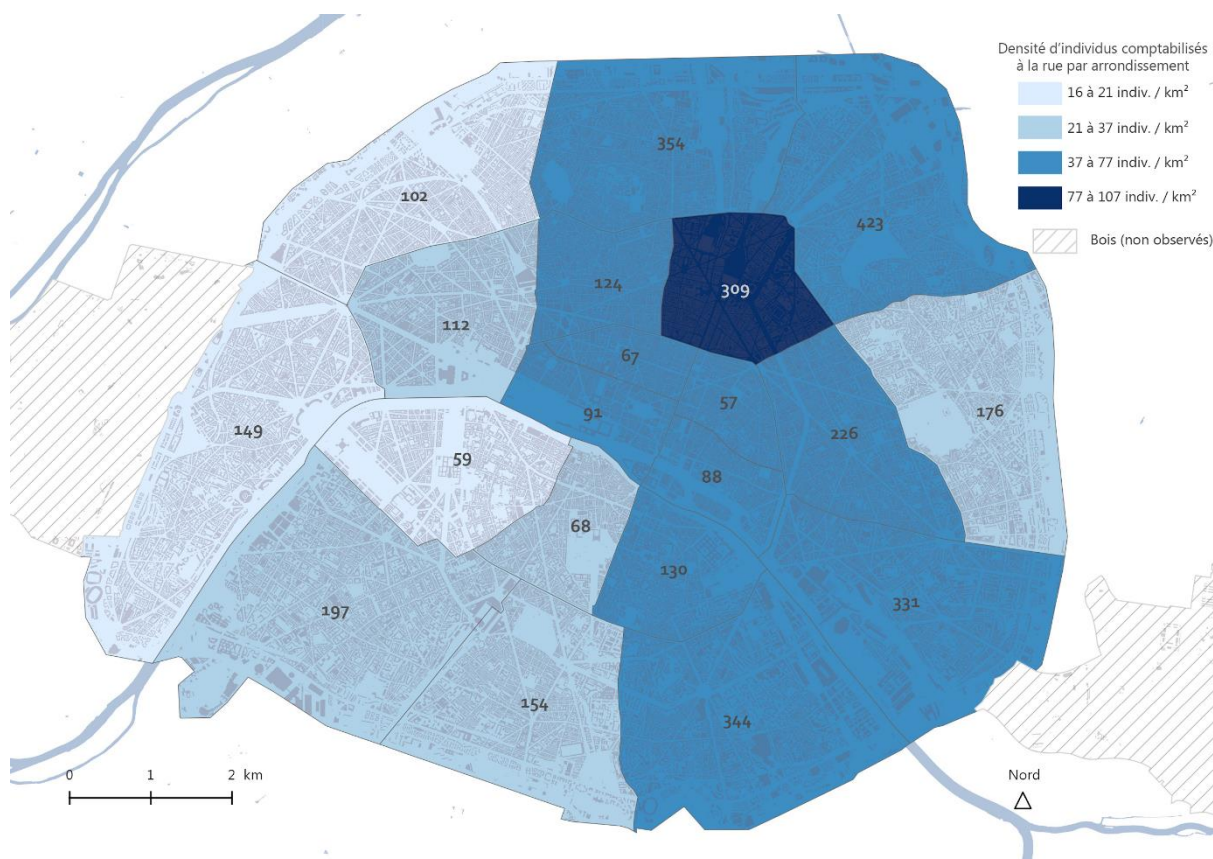 Densité d'individus comptabilisés
à la rue par arrondissement
16 à 21 indiv. / km²
21 à 37 indiv. / km²
37 à 77 indiv. / km²
77 à 107 indiv. / km²
Bois (non observés)
354
102
423
124
309
112
67
57
91
176
149
226
59
88
68
130
197
331
154
344
0 1 2 km
Nord